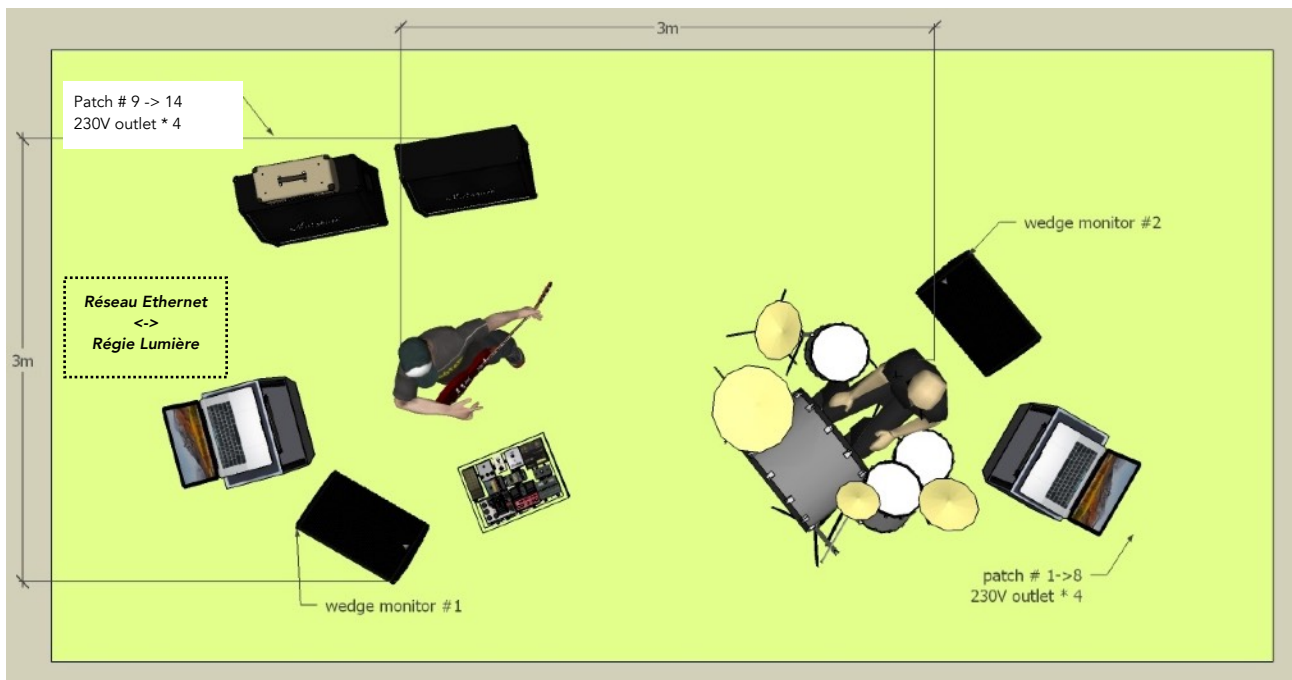 3m
Patch # 9 -> 14
230V outlet * 4
wedge monitor #2
Réseau Ethernet
<->
Régie Lumière
3m
patch # 1->8
230V outlet * 4
wedge monitor #1